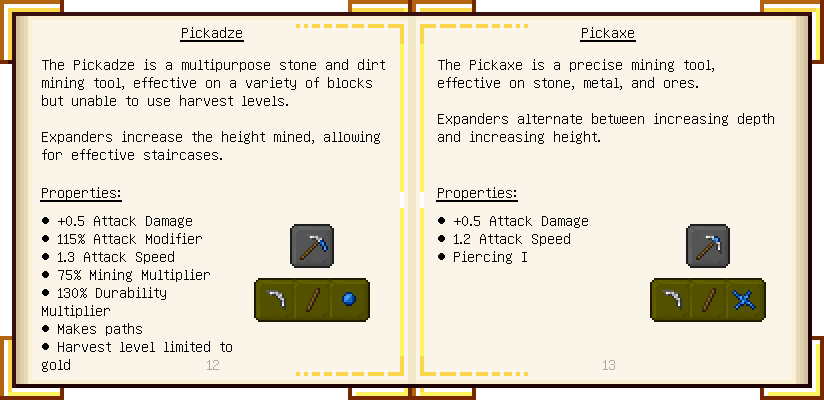 Pickadze
The Pickadze is a multipurpose stone and dirt
mining tool, effective on a variety of blocks
but unable to use harvest levels.
Expanders increase the height mined, allowing
for effective staircases.
Properties:
● +0.5 Attack Damage
● 115% Attack Modifier
● 1.3 Attack Speed
● 75% Mining Multiplier
● 130% Durability
Multiplier
● Makes paths
● Harvest level limited to
gold
12
Pickaxe
The Pickaxe is a precise mining tool,
effective on stone, metal, and ores.
Expanders alternate between increasing depth
and increasing height.
Properties:
● +0.5 Attack Damage
● 1.2 Attack Speed
● Piercing I
13